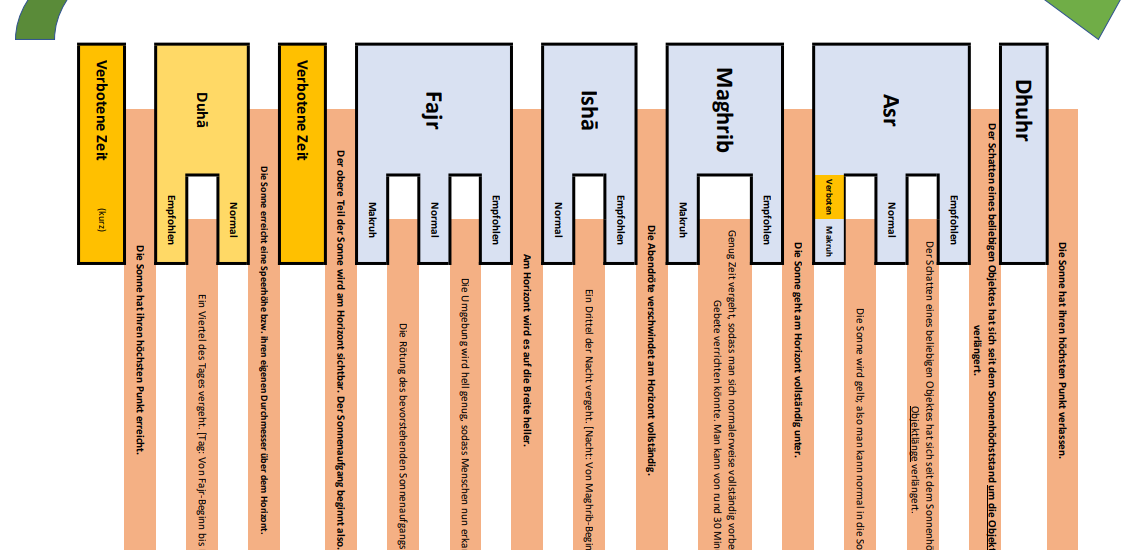 Die Sonne hat ihren höchsten Punkt verlassen.
Dhuhr
Der Schatten eines beliebigen Objektes hat sich seit dem Sonnenhöchststand um die Objek
verlängert.
Asr
Empfohlen
Der Schatten eines beliebigen Objektes hat sich seit dem Sonnenhö
Objektlänge verlängert.
Normal
Die Sonne wird gelb; also man kann normal in die So
Verboten
Makruh
Die Sonne geht am Horizont vollständig unter.
Maghrib
Empfohlen
Genug Zeit vergeht, sodass man sich normalerweise vollständig vorbe
Gebete verrichten könnte. Man kann von rund 30 Min
Makruh
Die Abendröte verschwindet am Horizont vollständig.
Ishā
Empfohlen
Ein Drittel der Nacht vergeht. [Nacht: Von Maghrib-Begin
Normal
Am Horizont wird es auf die Breite heller.
Fajr
Empfohlen
Die Umgebung wird hell genug, sodass Menschen nun erka
Normal
Die Rötung des bevorstehenden Sonnenaufgangs
Makruh
Der obere Teil der Sonne wird am Horizont sichtbar. Der Sonnenaufgang beginnt also.
Verbotene Zeit
Die Sonne erreicht eine Speerhöhe bzw. ihren eigenen Durchmesser über dem Horizont.
Duhā
Normal
Ein Viertel des Tages vergeht. [Tag: Von Fajr-Beginn bis
Empfohlen
Die Sonne hat ihren höchsten Punkt erreicht.
Verbotene Zeit
(kurz)